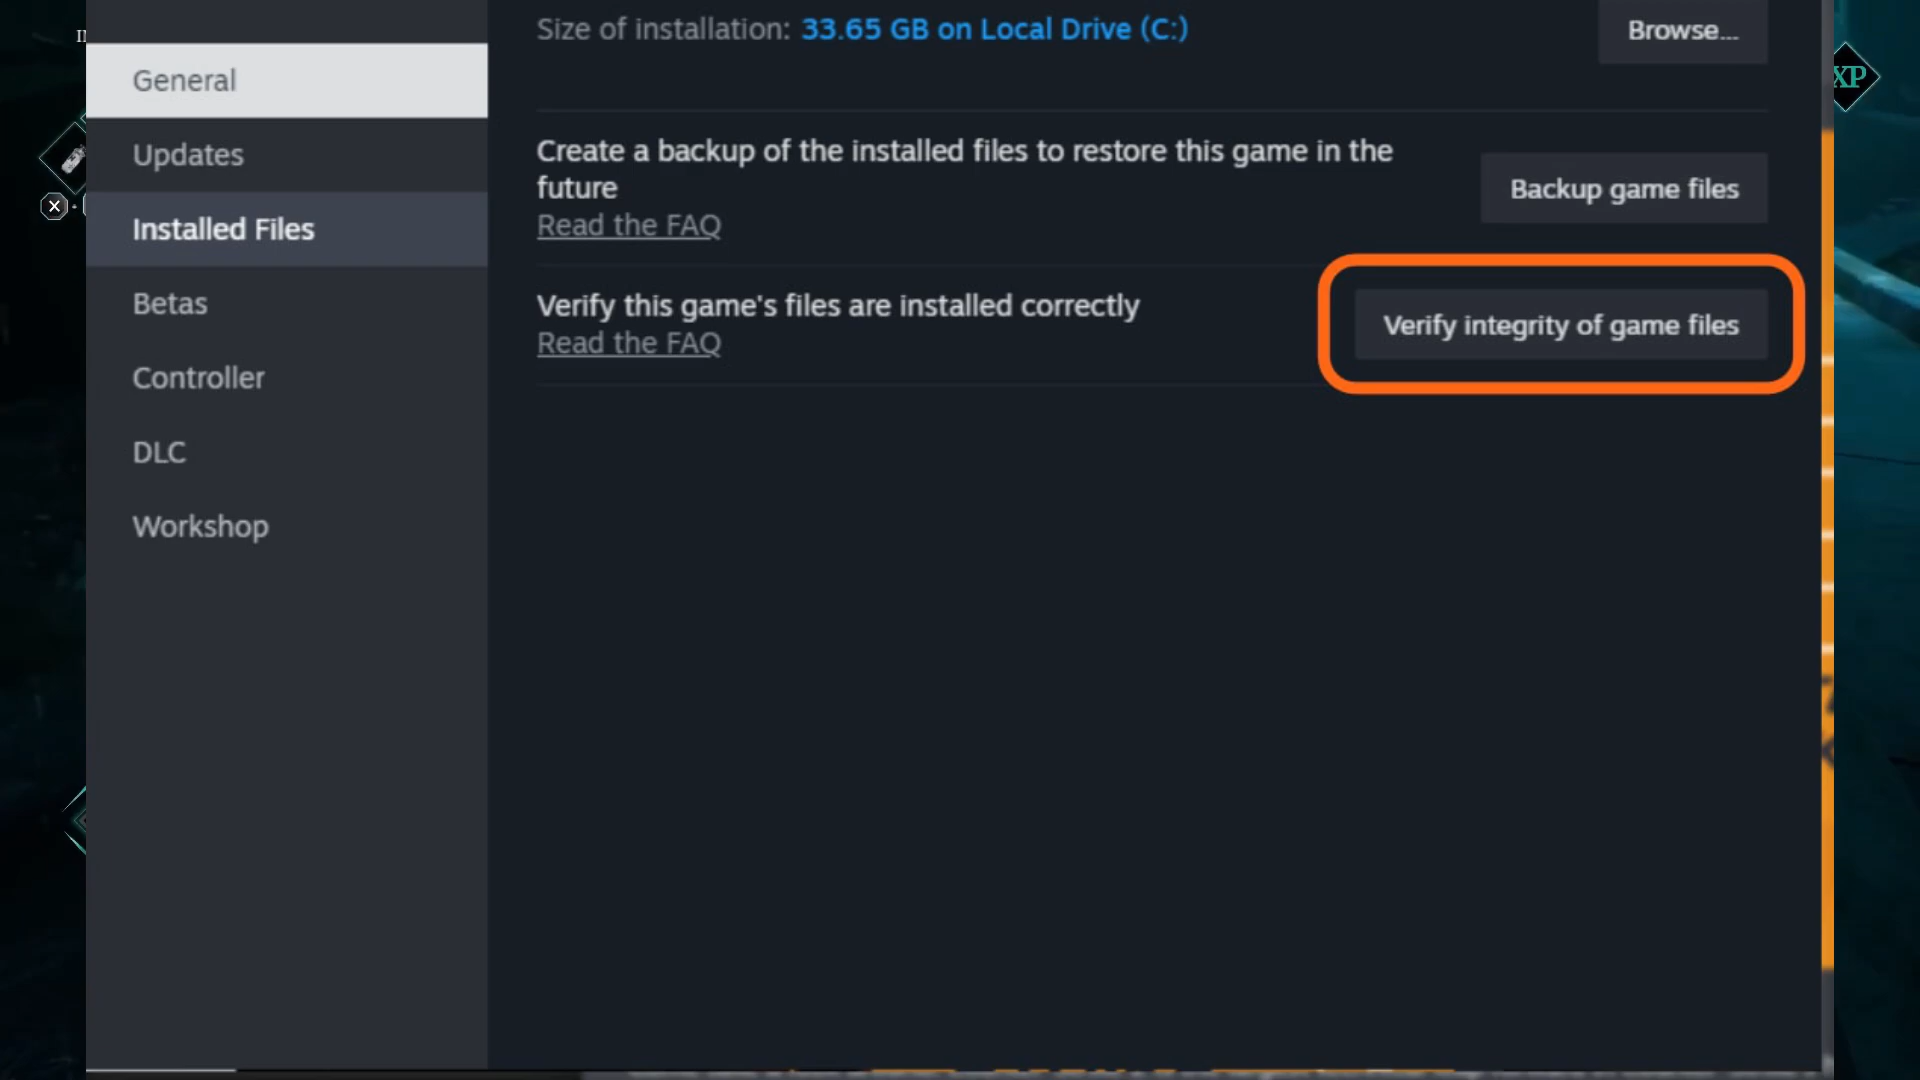 General
Updates
Installed Files
Betas
Controller
DLC
Workshop
Size of installation: 33.65 GB on Local Drive (C:)
Browse...
Create a backup of the installed files to restore this game in the
future
Read the FAQ
Backup game files
Verify this game's files are installed correctly
Read the FAQ
Verify integrity of game files
XP